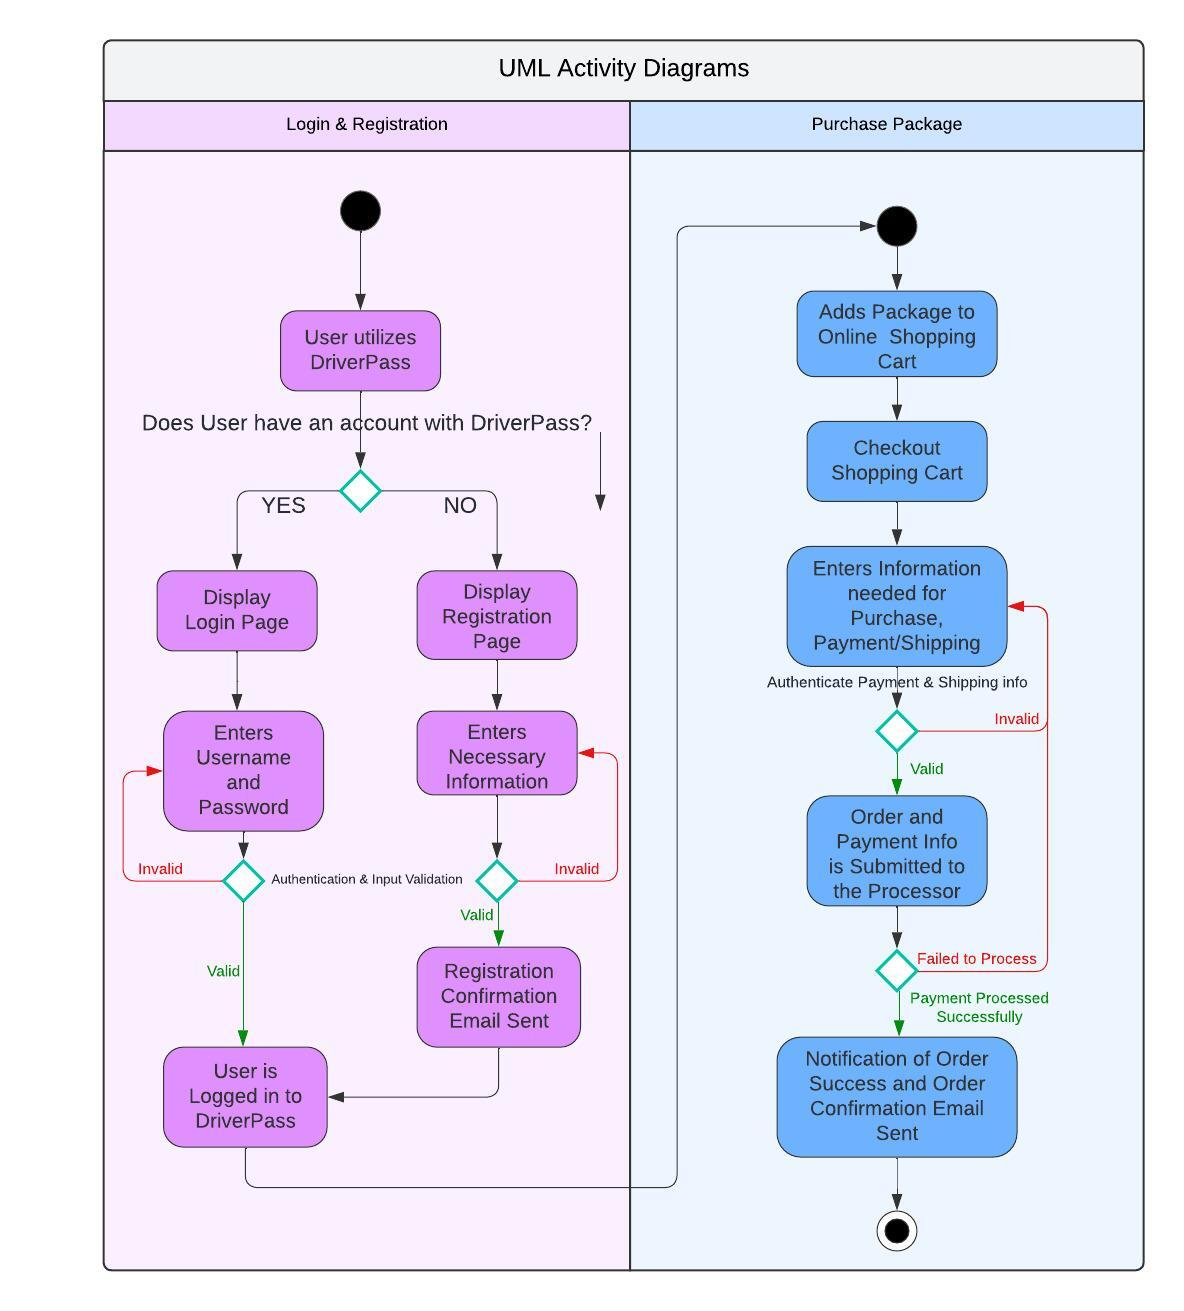 UML Activity Diagrams
Login & Registration
Purchase Package
User utilizes
DriverPass
Does User have an account with DriverPass?
YES
NO
Display
Login Page
Display
Registration
Page
Enters
Username
and
Password
Enters
Necessary
Information
Invalid
Authentication & Input Validation
Invalid
Valid
Valid
Registration
Confirmation
Email Sent
User is
Logged in to
DriverPass
Adds Package to
Online  Shopping
Cart
Checkout
Shopping Cart
Enters Information
needed for
Purchase,
Payment/Shipping
Authenticate Payment & Shipping info
Invalid
Valid
Order and
Payment Info
is Submitted to
the Processor
Failed to Process
Payment Processed
Successfully
Notification of Order
Success and Order
Confirmation Email
Sent